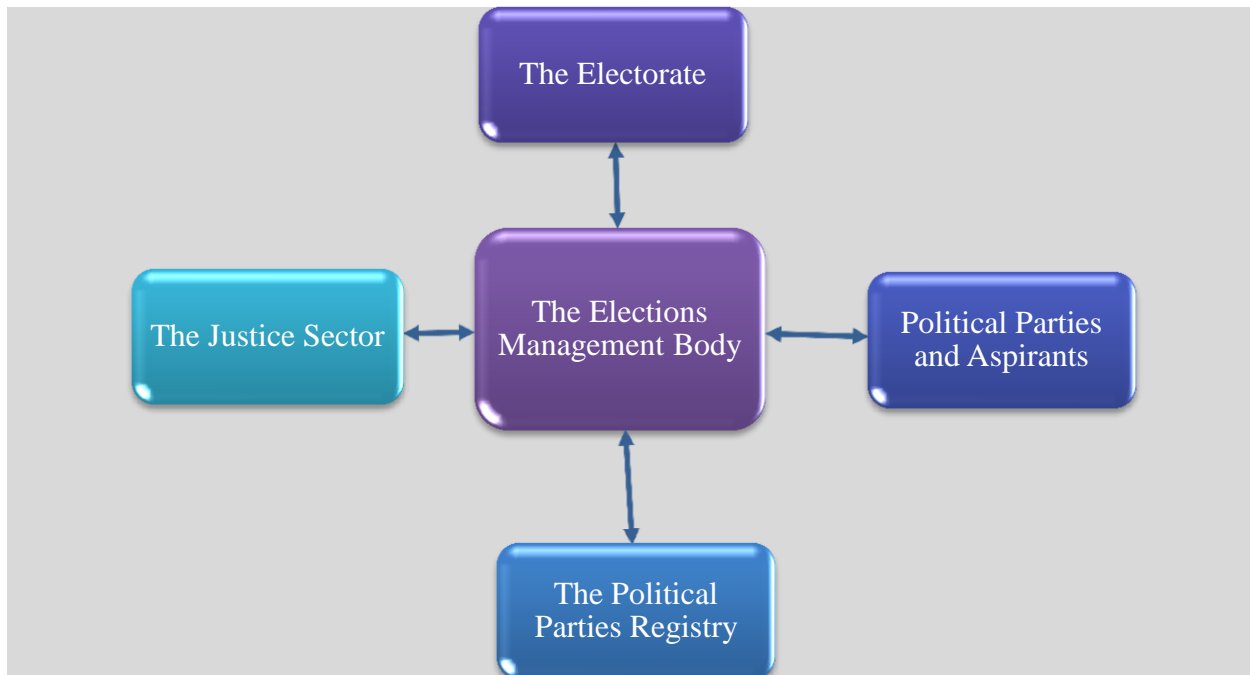 The Electorate
The Justice Sector
The Elections
Management Body
Political Parties
and Aspirants
The Political
Parties Registry